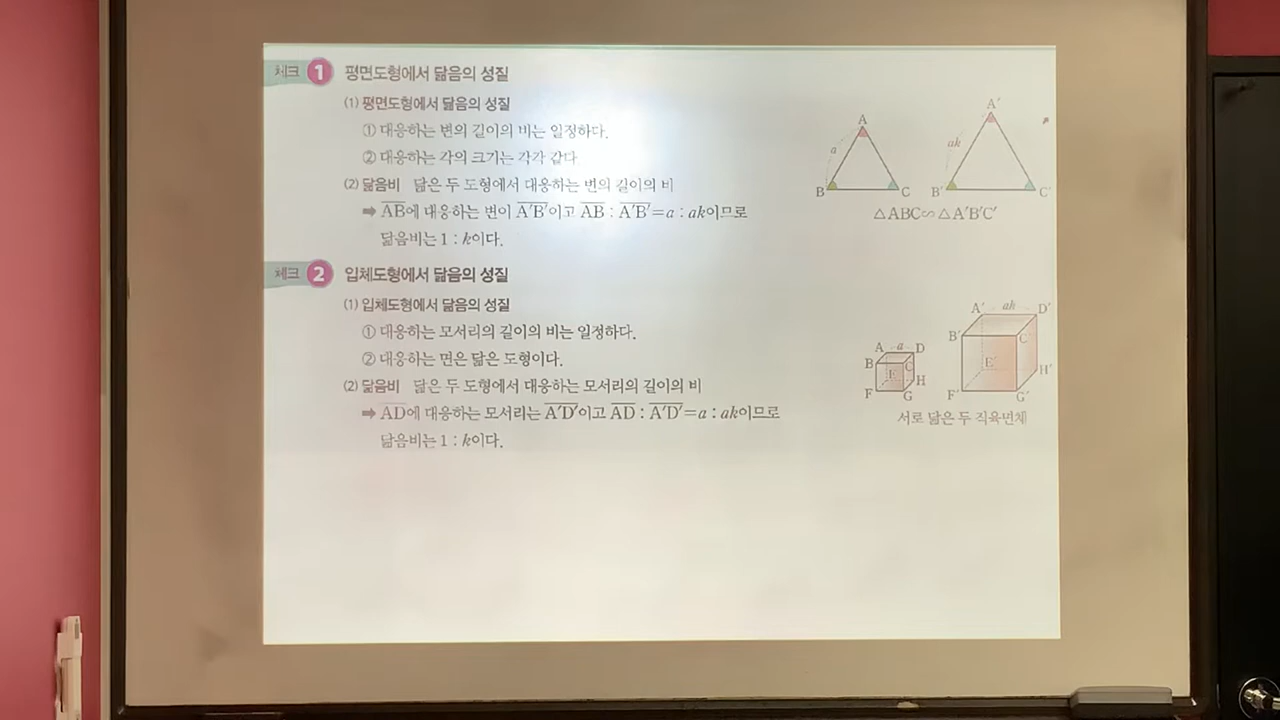 체크 1 평면도형에서 닮음의 성질
(1) 평면도형에서 닮음의 성질
① 대응하는 변의 길이의 비는 일정하다.
② 대응하는 각의 크기는 각각 같다.
(2) 닮음비 닮은 두 도형에서 대응하는 변의 길이의 비
➡ AB에 대응하는 변이 A′B′이고 AB : A′B′=a : ak이므로
닮음비는 1 : k이다.
A
a
B
C
A′
ak
B′
C′
△ABC∽△A′B′C′
체크 2 입체도형에서 닮음의 성질
(1) 입체도형에서 닮음의 성질
① 대응하는 모서리의 길이의 비는 일정하다.
② 대응하는 면은 닮은 도형이다.
(2) 닮음비 닮은 두 도형에서 대응하는 모서리의 길이의 비
➡ AD에 대응하는 모서리는 A′D′이고 AD : A′D′=a : ak이므로
닮음비는 1 : k이다.
A a D
B C
E
H
F G
A′ ak D′
B′ C′
E′
H′
F′ G′
서로 닮은 두 직육면체